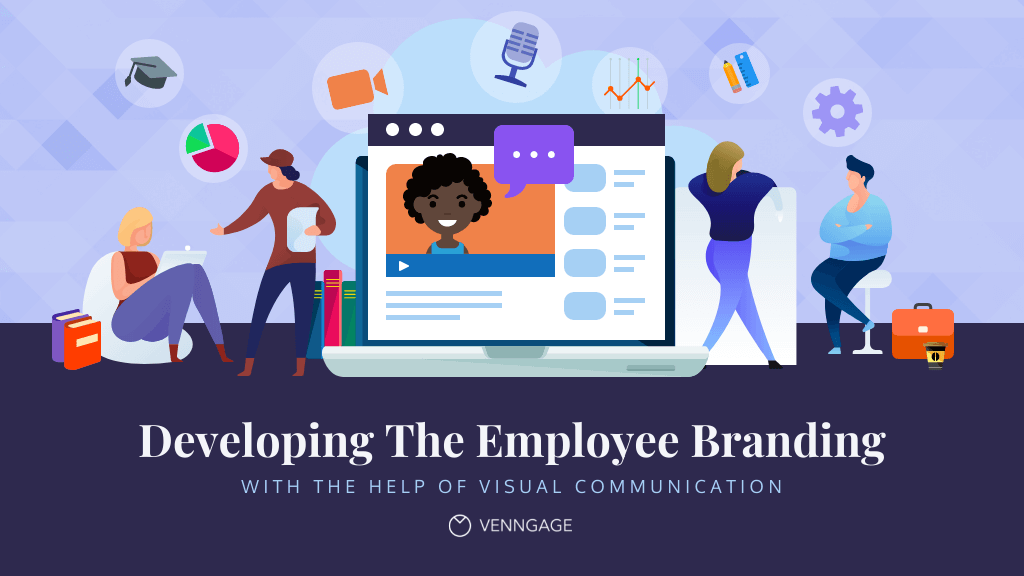 Developing The Employee Branding
WITH THE HELP OF VISUAL COMMUNICATION
VENNGAGE